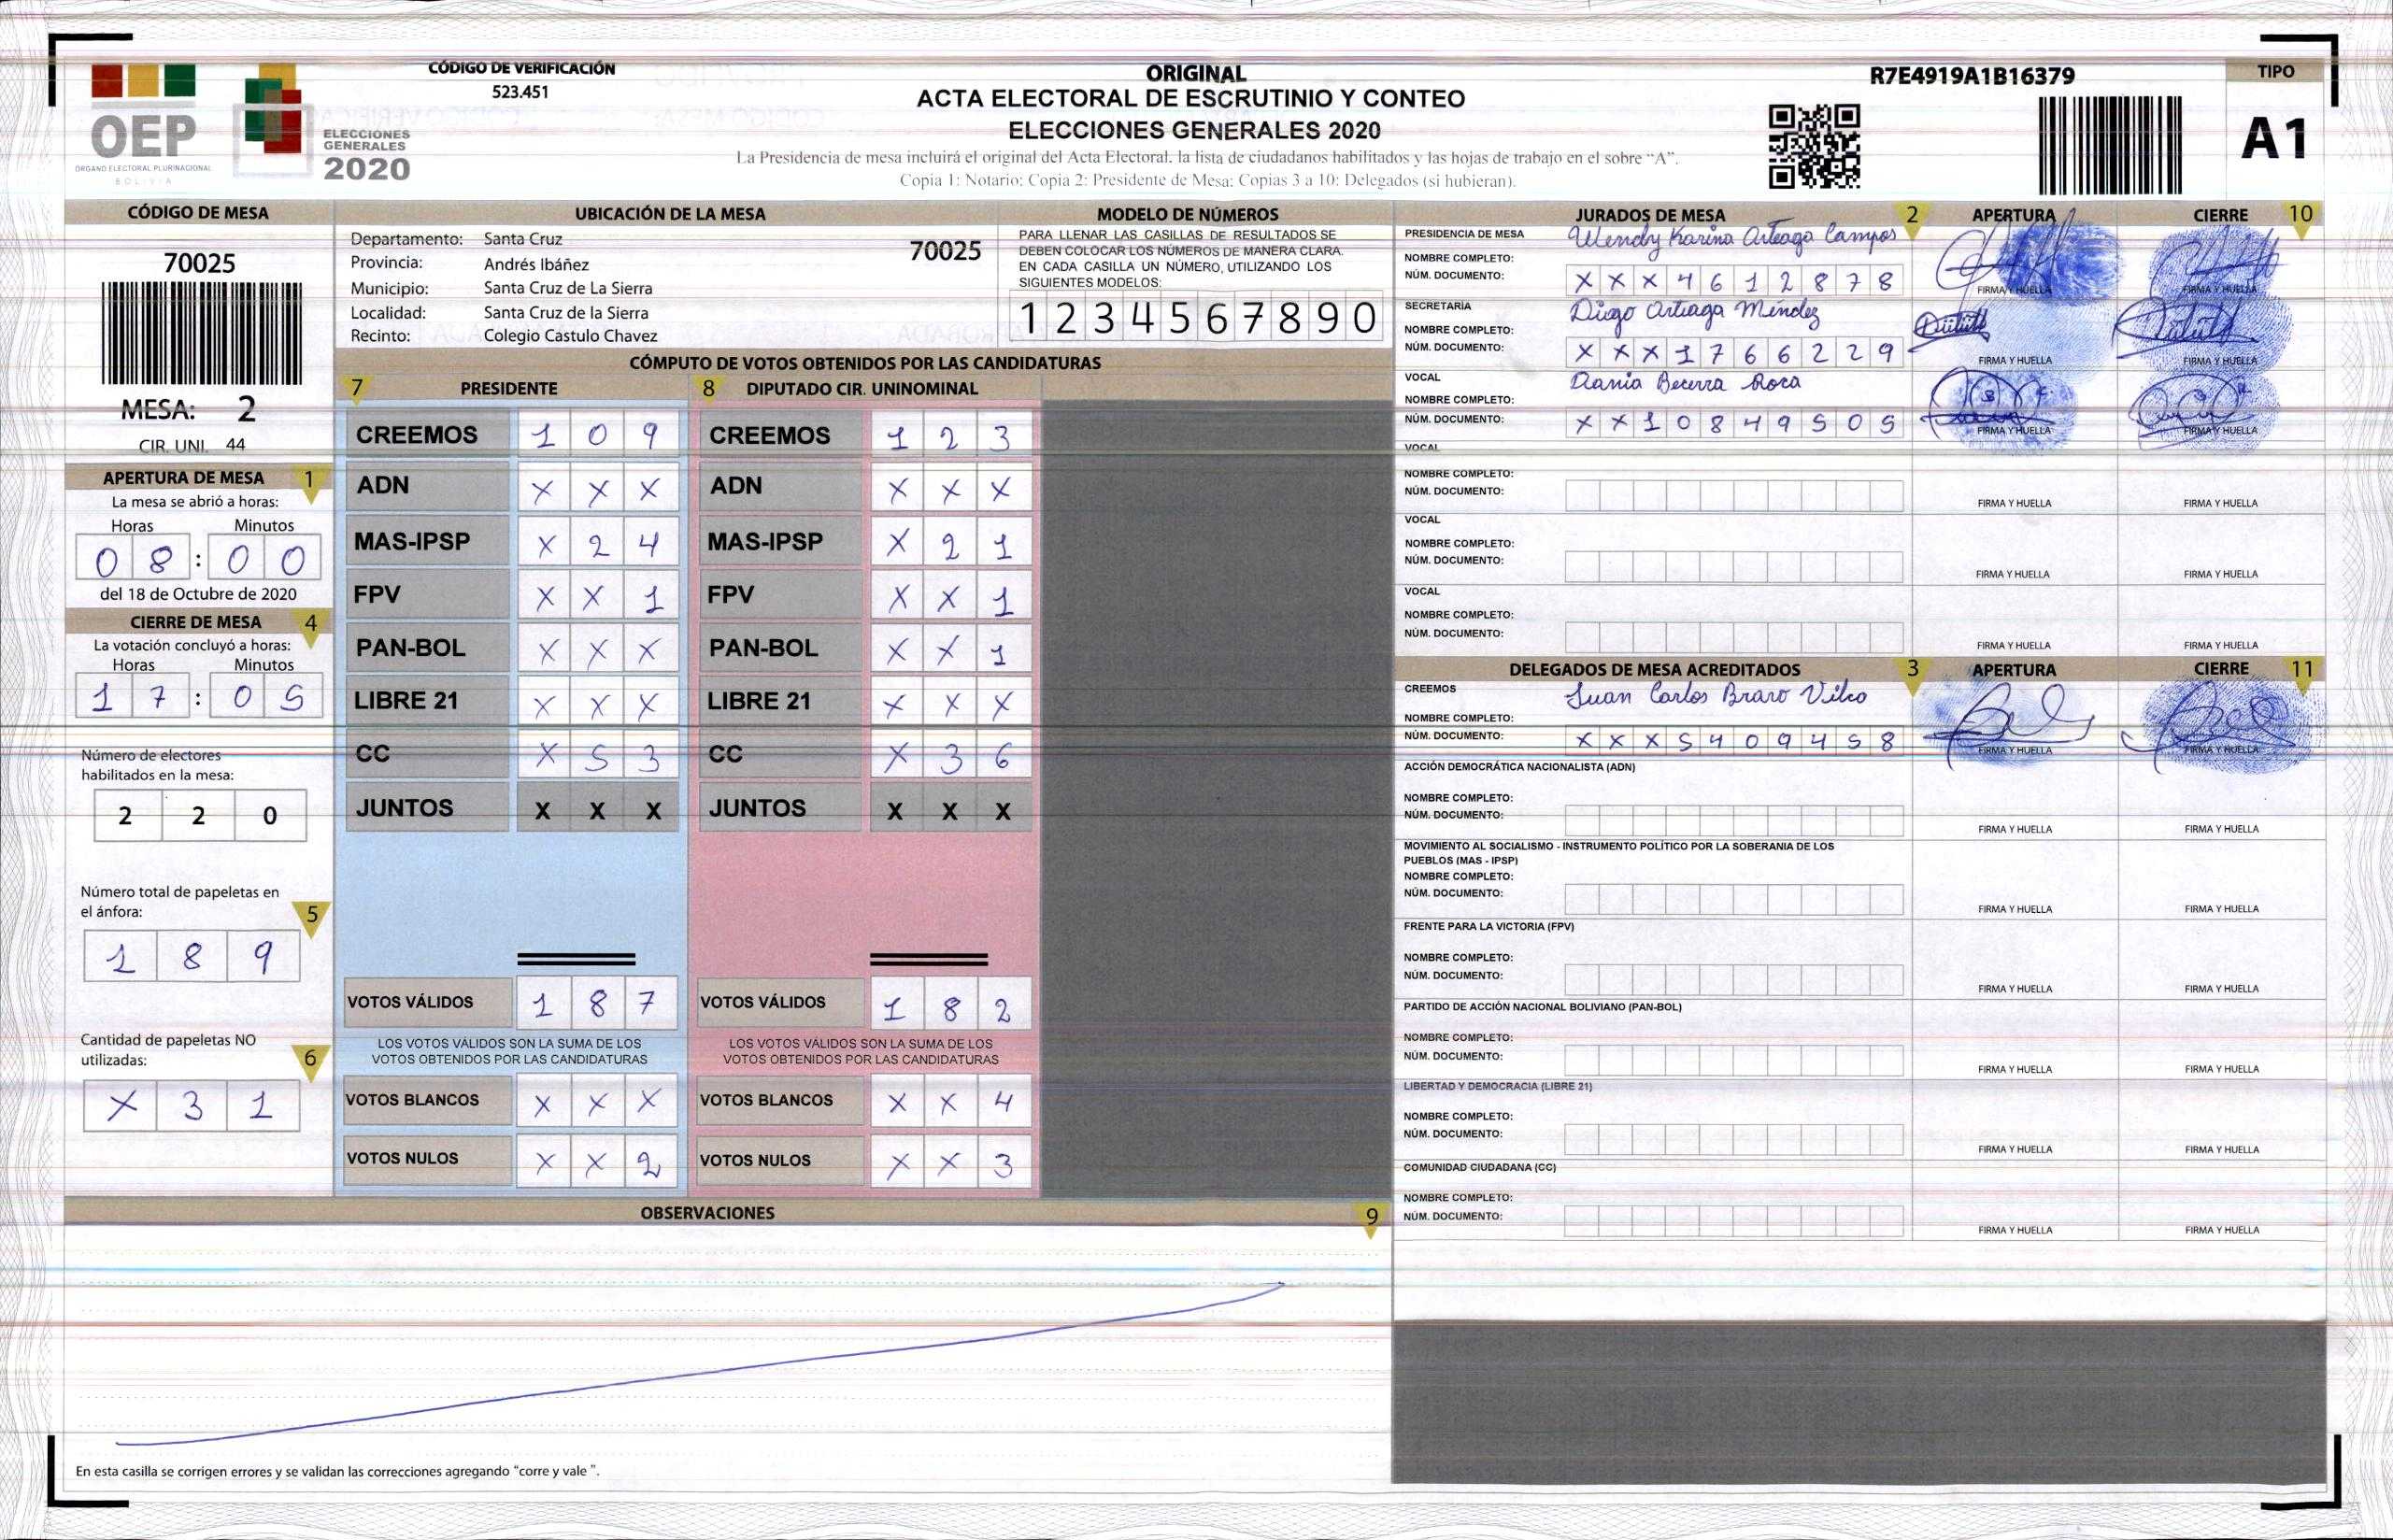 CÓDIGO DE VERIFICACIÓN
523.451
OEP
ORGANO ELECTORAL PLURINACIONAL
BOLIVIA
ELECCIONES
GENERALES
2020
ORIGINAL
ACTA ELECTORAL DE ESCRUTINIO Y CONTEO
ELECCIONES GENERALES 2020
La Presidencia de mesa incluirá el original del Acta Electoral, la lista de ciudadanos habilitados y las hojas de trabajo en el sobre “A”.
Copia 1: Notario; Copia 2: Presidente de Mesa; Copias 3 a 10: Delegados (si hubieran).
R7E4919A1B16379
TIPO
A1
CÓDIGO DE MESA
70025
MESA: 2
CIR. UNI. 44
APERTURA DE MESA 1
La mesa se abrió a horas:
Horas Minutos
0 8 : 0 0
del 18 de Octubre de 2020
CIERRE DE MESA 4
La votación concluyó a horas:
Horas Minutos
1 7 : 0 5
Número de electores
habilitados en la mesa:
2 2 0
Número total de papeletas en
el ánfora: 5
1 8 9
Cantidad de papeletas NO
utilizadas: 6
X 3 1
UBICACIÓN DE LA MESA
Departamento: Santa Cruz
70025
Provincia: Andrés Ibáñez
Municipio: Santa Cruz de La Sierra
Localidad: Santa Cruz de la Sierra
Recinto: Colegio Castulo Chavez
MODELO DE NÚMEROS
PARA LLENAR LAS CASILLAS DE RESULTADOS SE
DEBEN COLOCAR LOS NÚMEROS DE MANERA CLARA.
EN CADA CASILLA UN NÚMERO, UTILIZANDO LOS
SIGUIENTES MODELOS:
1 2 3 4 5 6 7 8 9 0
CÓMPUTO DE VOTOS OBTENIDOS POR LAS CANDIDATURAS
7 PRESIDENTE
CREEMOS 1 0 9
ADN X X X
MAS-IPSP X 2 4
FPV X X 1
PAN-BOL X X X
LIBRE 21 X X X
CC X 5 3
JUNTOS X X X
VOTOS VÁLIDOS 1 8 7
LOS VOTOS VÁLIDOS SON LA SUMA DE LOS
VOTOS OBTENIDOS POR LAS CANDIDATURAS
VOTOS BLANCOS X X X
VOTOS NULOS X X 2
8 DIPUTADO CIR. UNINOMINAL
CREEMOS 1 2 3
ADN X X X
MAS-IPSP X 2 1
FPV X X 1
PAN-BOL X X 1
LIBRE 21 X X X
CC X 3 6
JUNTOS X X X
VOTOS VÁLIDOS 1 8 2
LOS VOTOS VÁLIDOS SON LA SUMA DE LOS
VOTOS OBTENIDOS POR LAS CANDIDATURAS
VOTOS BLANCOS X X 4
VOTOS NULOS X X 3
OBSERVACIONES 9
En esta casilla se corrigen errores y se validan las correcciones agregando “corre y vale ”.
JURADOS DE MESA 2 APERTURA CIERRE 10
PRESIDENCIA DE MESA Wendy Karina Arteaga Campos
NOMBRE COMPLETO:
NÚM. DOCUMENTO: X X X 4 6 1 2 8 7 8
FIRMA Y HUELLA FIRMA Y HUELLA
SECRETARIA Diego Arteaga Méndez
NOMBRE COMPLETO:
NÚM. DOCUMENTO: X X X 1 7 6 6 2 2 9
FIRMA Y HUELLA FIRMA Y HUELLA
VOCAL Dania Becerra Roca
NOMBRE COMPLETO:
NÚM. DOCUMENTO: X X 1 0 8 4 9 5 0 5
FIRMA Y HUELLA FIRMA Y HUELLA
VOCAL
NOMBRE COMPLETO:
NÚM. DOCUMENTO:
FIRMA Y HUELLA FIRMA Y HUELLA
VOCAL
NOMBRE COMPLETO:
NÚM. DOCUMENTO:
FIRMA Y HUELLA FIRMA Y HUELLA
VOCAL
NOMBRE COMPLETO:
NÚM. DOCUMENTO:
FIRMA Y HUELLA FIRMA Y HUELLA
DELEGADOS DE MESA ACREDITADOS 3 APERTURA CIERRE 11
CREEMOS Juan Carlos Bravo Vilco
NOMBRE COMPLETO:
NÚM. DOCUMENTO: X X X 5 4 0 9 4 5 8
FIRMA Y HUELLA FIRMA Y HUELLA
ACCIÓN DEMOCRÁTICA NACIONALISTA (ADN)
NOMBRE COMPLETO:
NÚM. DOCUMENTO:
FIRMA Y HUELLA FIRMA Y HUELLA
MOVIMIENTO AL SOCIALISMO - INSTRUMENTO POLÍTICO POR LA SOBERANIA DE LOS
PUEBLOS (MAS - IPSP)
NOMBRE COMPLETO:
NÚM. DOCUMENTO:
FIRMA Y HUELLA FIRMA Y HUELLA
FRENTE PARA LA VICTORIA (FPV)
NOMBRE COMPLETO:
NÚM. DOCUMENTO:
FIRMA Y HUELLA FIRMA Y HUELLA
PARTIDO DE ACCIÓN NACIONAL BOLIVIANO (PAN-BOL)
NOMBRE COMPLETO:
NÚM. DOCUMENTO:
FIRMA Y HUELLA FIRMA Y HUELLA
LIBERTAD Y DEMOCRACIA (LIBRE 21)
NOMBRE COMPLETO:
NÚM. DOCUMENTO:
FIRMA Y HUELLA FIRMA Y HUELLA
COMUNIDAD CIUDADANA (CC)
NOMBRE COMPLETO:
NÚM. DOCUMENTO:
FIRMA Y HUELLA FIRMA Y HUELLA